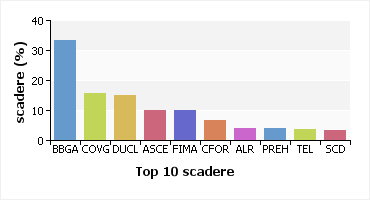 40
30
20
10
0
scadere (%)
BBGA COVG DUCL ASCE FIMA CFOR ALR PREH TEL SCD
Top 10 scadere